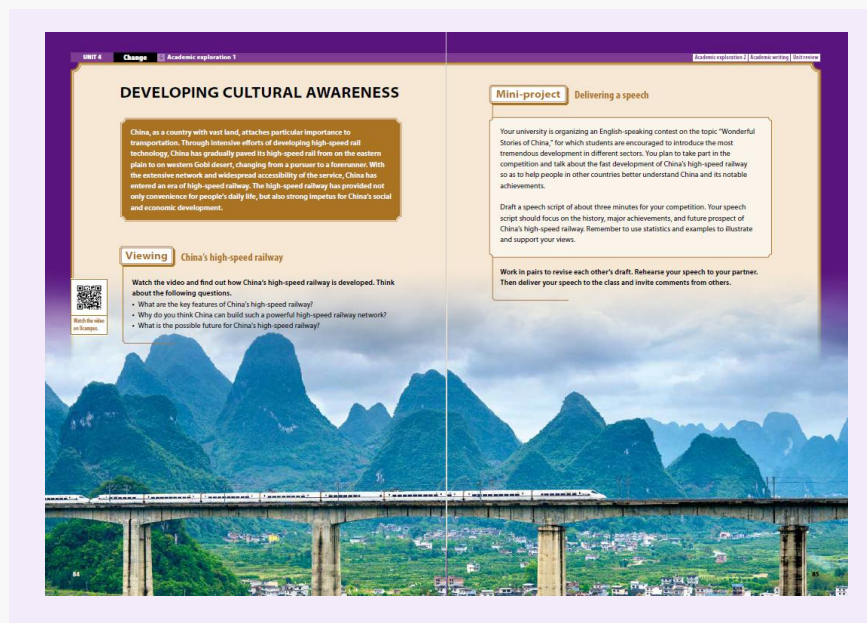 UNIT 4 Change Academic exploration 1
DEVELOPING CULTURAL AWARENESS
China, as a country with vast land, attaches particular importance to
transportation. Through intensive efforts of developing high-speed rail
technology, China has gradually paved its high-speed rail from on the eastern
plain to on western Gobi desert, changing from a pursuer to a forerunner. With
the extensive network and widespread accessibility of the service, China has
entered an era of high-speed railway. The high-speed railway has provided not
only convenience for people's daily life, but also strong impetus for China's social
and economic development.
Viewing China's high-speed railway
Watch the video and find out how China's high-speed railway is developed. Think
about the following questions.
• What are the key features of China's high-speed railway?
• Why do you think China can build such a powerful high-speed railway network?
• What is the possible future for China's high-speed railway?
Watch the video
on Ucampus.
84
Academic exploration 2 | Academic writing | Unit review
Mini-project Delivering a speech
Your university is organizing an English-speaking contest on the topic "Wonderful
Stories of China," for which students are encouraged to introduce the most
tremendous development in different sectors. You plan to take part in the
competition and talk about the fast development of China's high-speed railway
so as to help people in other countries better understand China and its notable
achievements.
Draft a speech script of about three minutes for your competition. Your speech
script should focus on the history, major achievements, and future prospect of
China's high-speed railway. Remember to use statistics and examples to illustrate
and support your views.
Work in pairs to revise each other's draft. Rehearse your speech to your partner.
Then deliver your speech to the class and invite comments from others.
85